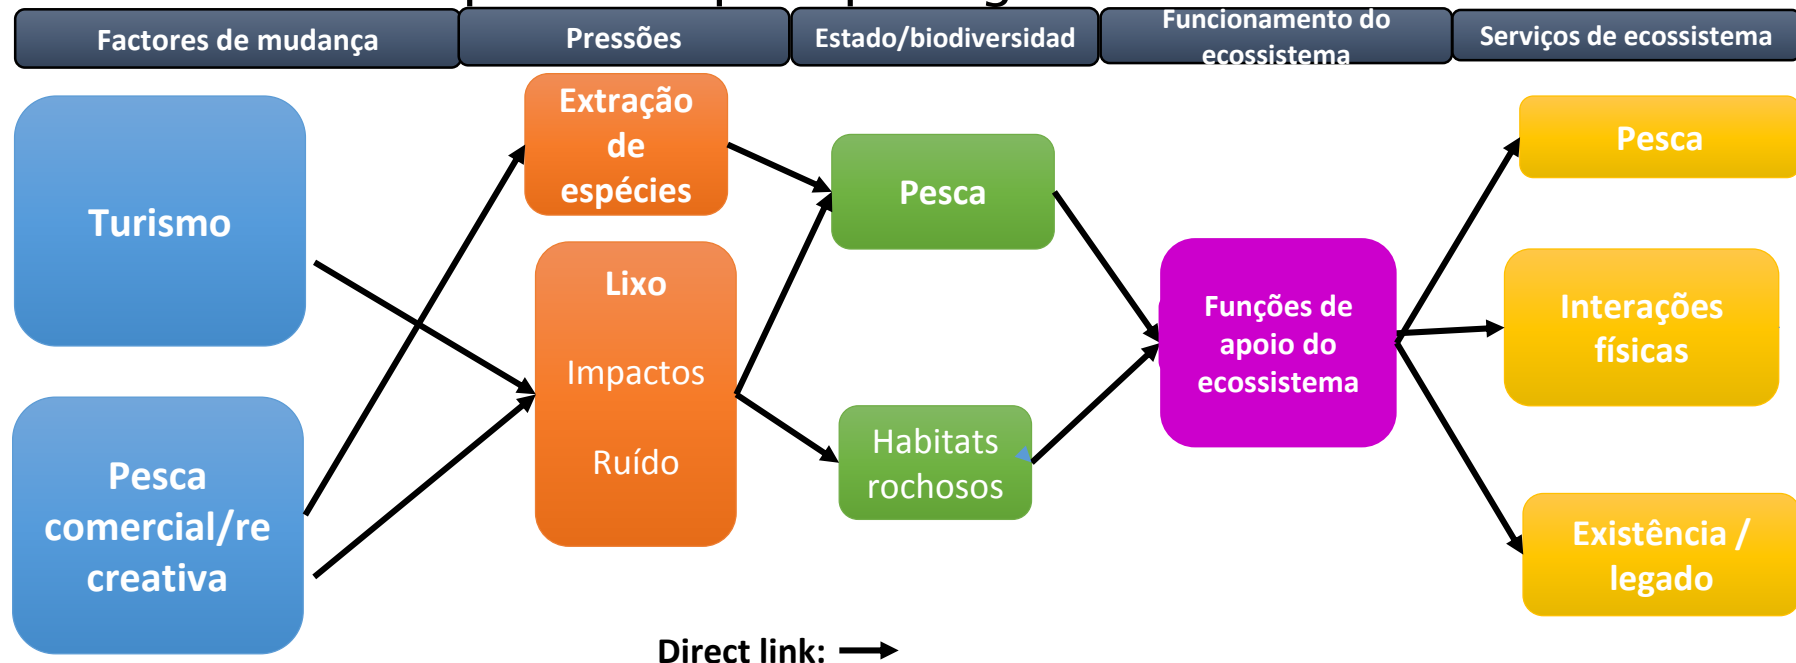 Factores de mudança
Pressões
Estado/biodiversidad
Funcionamento do
ecossistema
Serviços de ecossistema
Turismo
Pesca
comercial/re
creativa
Extração
de
espécies
Lixo
Impactos
Ruído
Pesca
Habitats
rochosos
Funções de
apoio do
ecossistema
Pesca
Interações
físicas
Existência /
legado
Direct link: